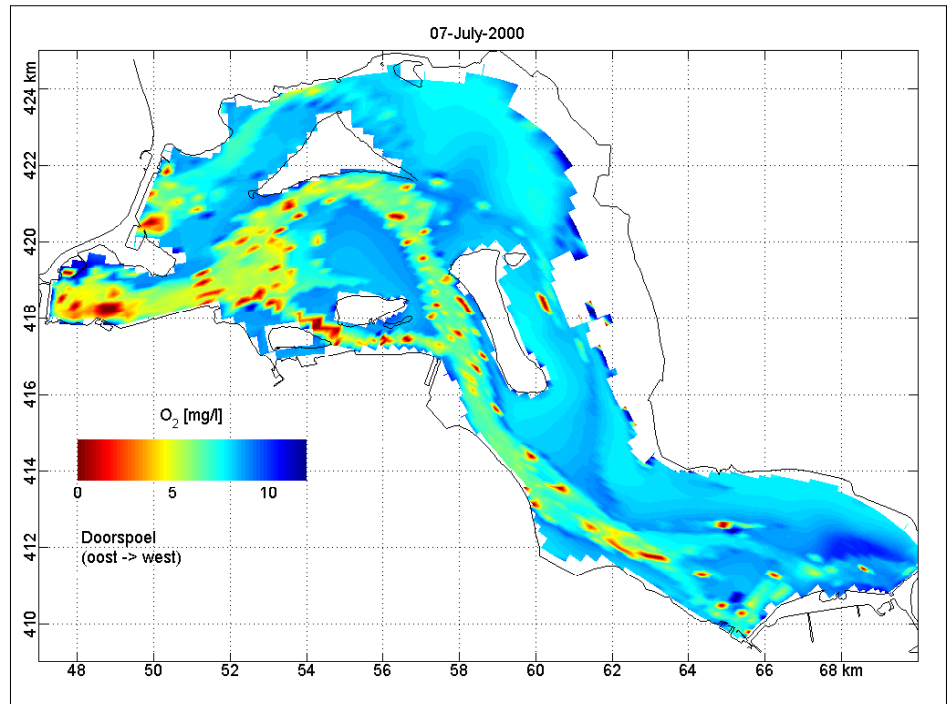 07-July-2000
424 km
422
420
418
416
414
412
410
O2 [mg/l]
0 5 10
Doorspoel
(oost -> west)
48 50 52 54 56 58 60 62 64 66 68 km